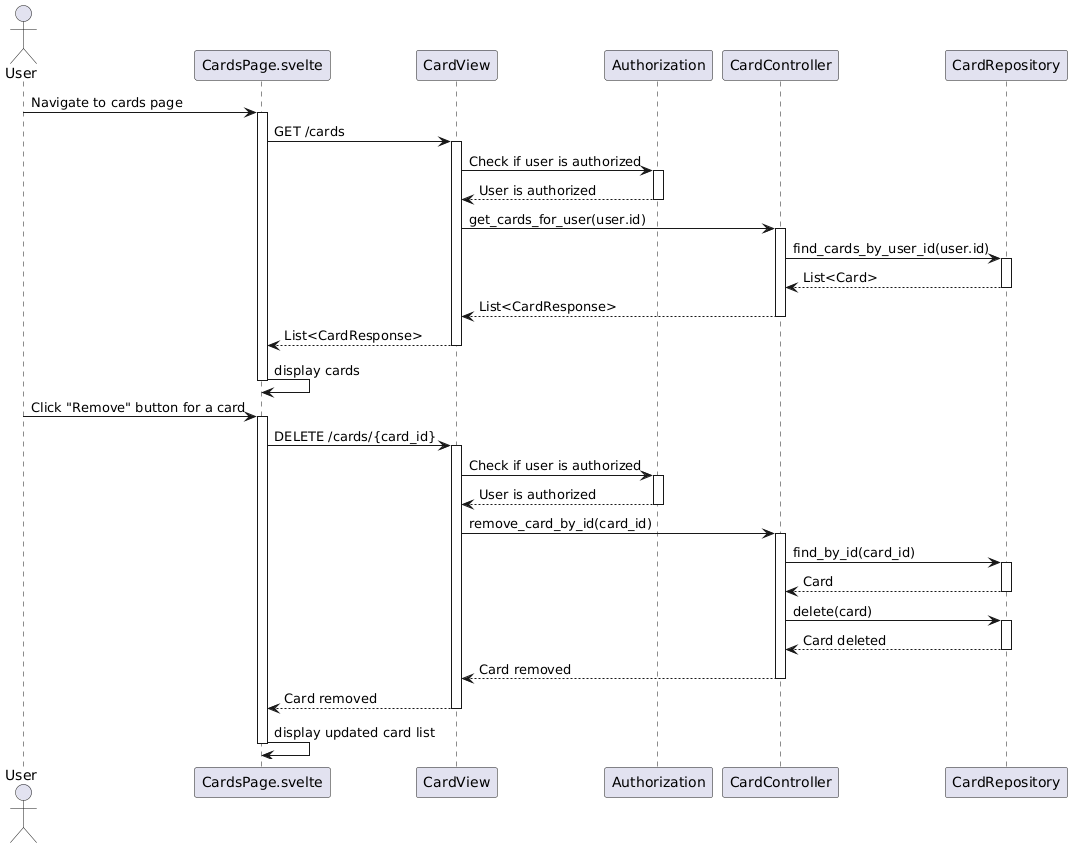 User
CardsPage.svelte
CardView
Authorization
CardController
CardRepository
Navigate to cards page
GET /cards
Check if user is authorized
User is authorized
get_cards_for_user(user.id)
find_cards_by_user_id(user.id)
List<Card>
List<CardResponse>
List<CardResponse>
display cards
Click "Remove" button for a card
DELETE /cards/{card_id}
Check if user is authorized
User is authorized
remove_card_by_id(card_id)
find_by_id(card_id)
Card
delete(card)
Card deleted
Card removed
Card removed
display updated card list
User
CardsPage.svelte
CardView
Authorization
CardController
CardRepository